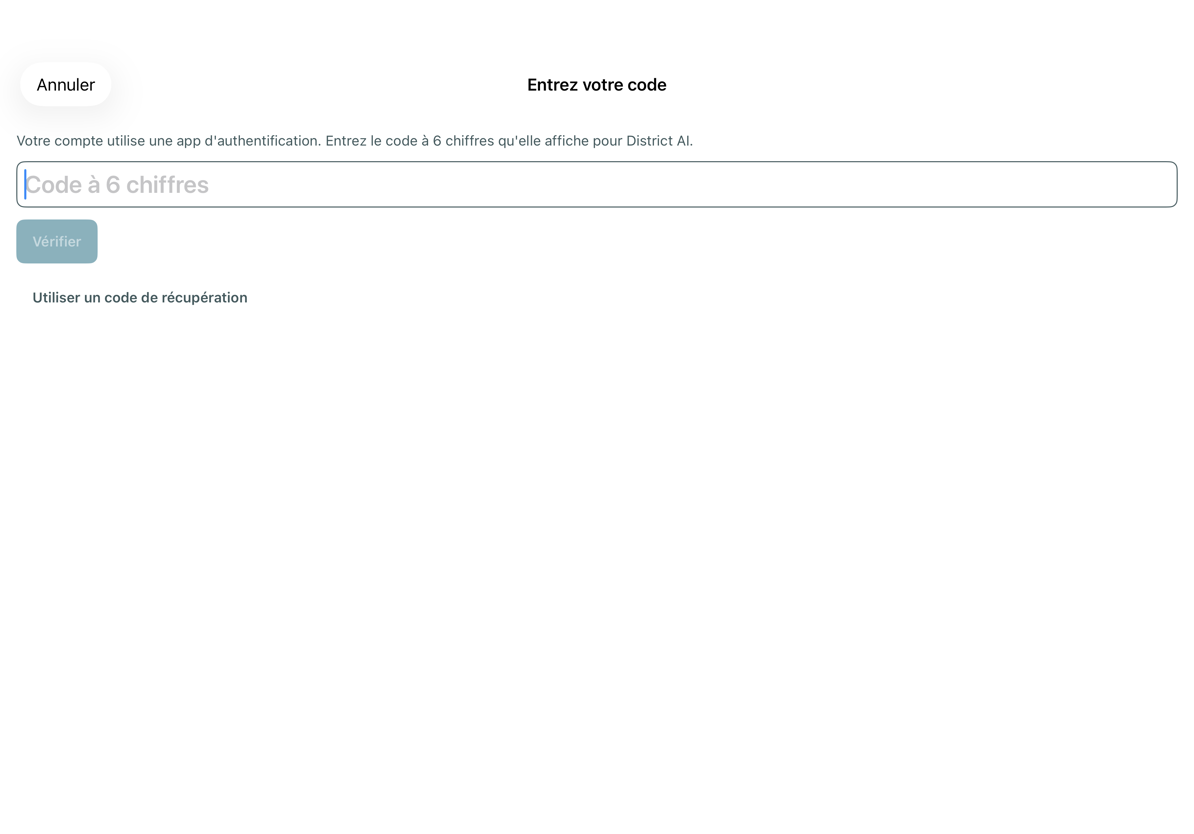 Annuler
Entrez votre code
Votre compte utilise une app d'authentification. Entrez le code à 6 chiffres qu'elle affiche pour District AI.
Code à 6 chiffres
Vérifier
Utiliser un code de récupération